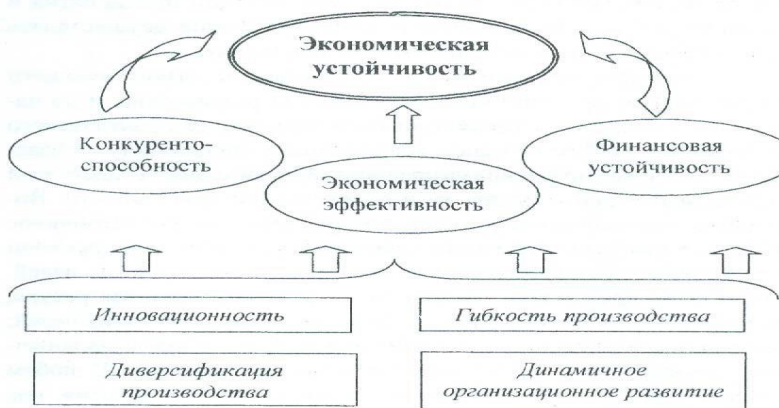 Экономическая
устойчивость
Конкуренто-
способность
Экономическая
эффективность
Финансовая
устойчивость
Инновационность
Гибкость производства
Диверсификация
производства
Динамичное
организационное развитие